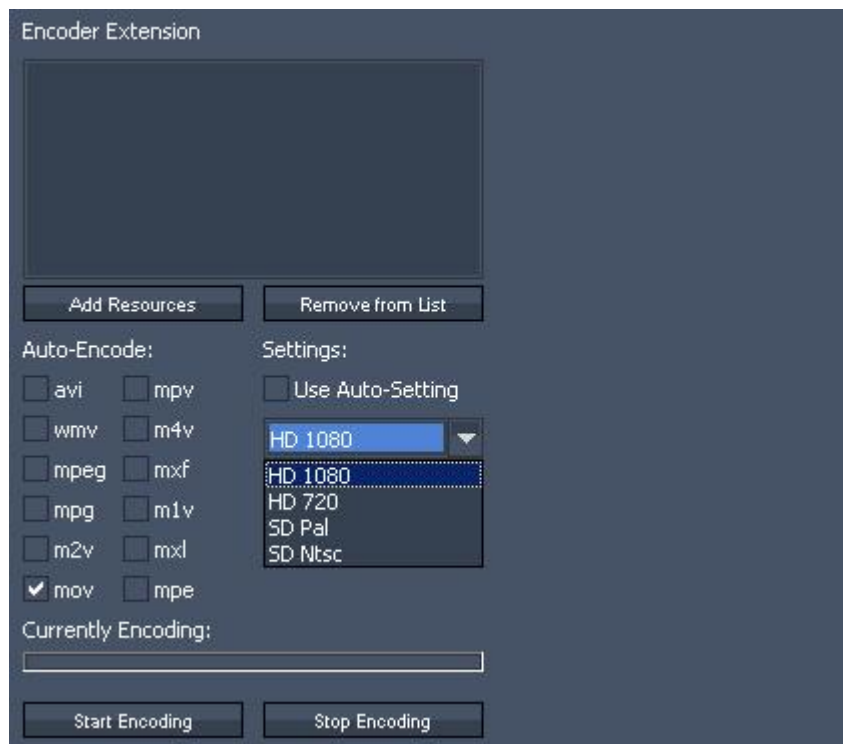 Encoder Extension
Add Resources Remove from List
Auto-Encode: Settings:
avi mpv Use Auto-Setting
wmv m4v HD 1080
mpeg mxf HD 1080
mpg m1v HD 720
SD Pal
m2v mxl SD Ntsc
mov mpe
Currently Encoding:
Start Encoding Stop Encoding